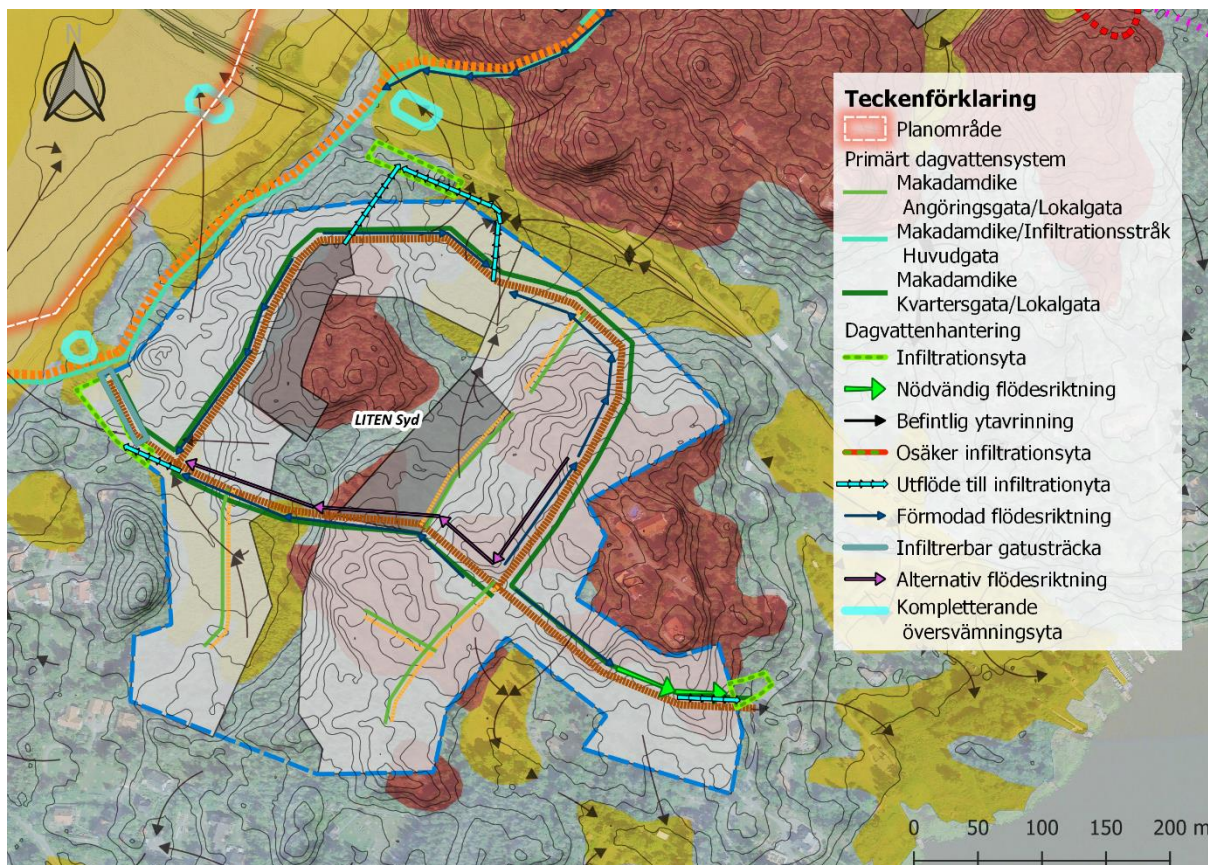 N
Teckenförklaring
Planområde
Primärt dagvattensystem
Makadamdike
Angöringsgata/Lokalgata
Makadamdike/Infiltrationsstråk
Huvudgata
Makadamdike
Kvartersgata/Lokalgata
Dagvattenhantering
Infiltrationsyta
Nödvändig flödesriktning
Befintlig ytavrinning
Osäker infiltrationsyta
Utflöde till infiltrationyta
Förmodad flödesriktning
Infiltrerbar gatusträcka
Alternativ flödesriktning
Kompletterande
översvämningsyta
LITEN Syd
0 50 100 150 200 m